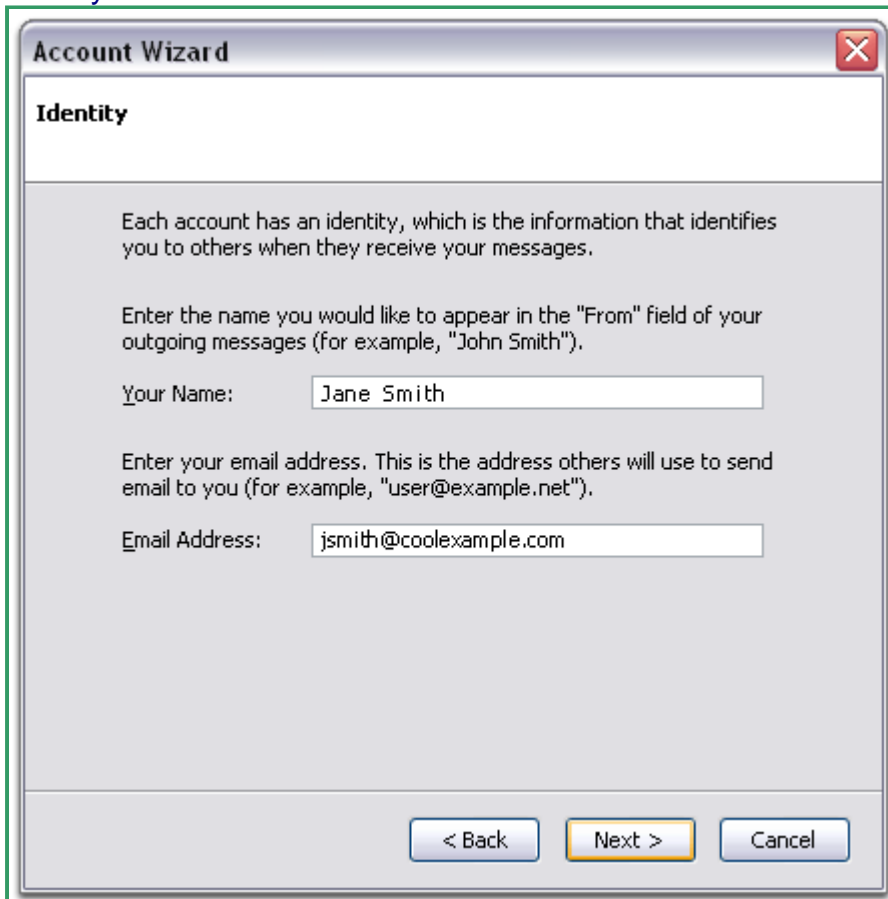 Account Wizard
Identity
Each account has an identity, which is the information that identifies
you to others when they receive your messages.
Enter the name you would like to appear in the "From" field of your
outgoing messages (for example, "John Smith").
Your Name: Jane Smith
Enter your email address. This is the address others will use to send
email to you (for example, "user@example.net").
Email Address: jsmith@coolexample.com
< Back Next > Cancel